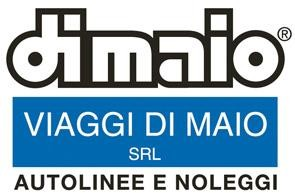 dimaio®
VIAGGI DI MAIO
SRL
AUTOLINEE E NOLEGGI